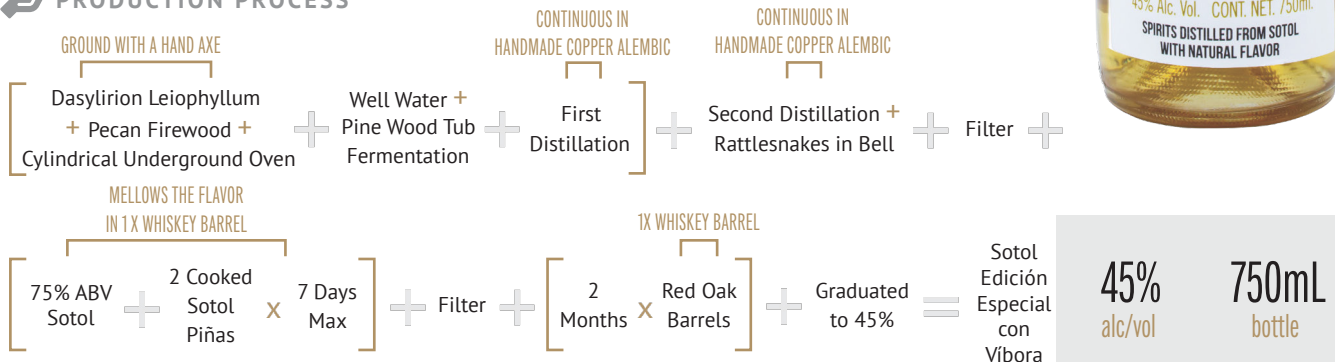 PRODUCTION PROCESS
45% Alc. Vol. CONT. NET. 750ml.
SPIRITS DISTILLED FROM SOTOL
WITH NATURAL FLAVOR
GROUND WITH A HAND AXE
CONTINUOUS IN
HANDMADE COPPER ALEMBIC
CONTINUOUS IN
HANDMADE COPPER ALEMBIC
Dasylirion Leiophyllum
+ Pecan Firewood +
Cylindrical Underground Oven
+
Well Water +
Pine Wood Tub
Fermentation
+
First
Distillation
+
Second Distillation +
Rattlesnakes in Bell
+
Filter
+
MELLOWS THE FLAVOR
IN 1 X WHISKEY BARREL
75% ABV
Sotol
+
2 Cooked
Sotol
Piñas
x
7 Days
Max
+
Filter
+
1X WHISKEY BARREL
2
Months
x
Red Oak
Barrels
+
Graduated
to 45%
=
Sotol
Edición
Especial
con
Víbora
45%
alc/vol
750mL
bottle